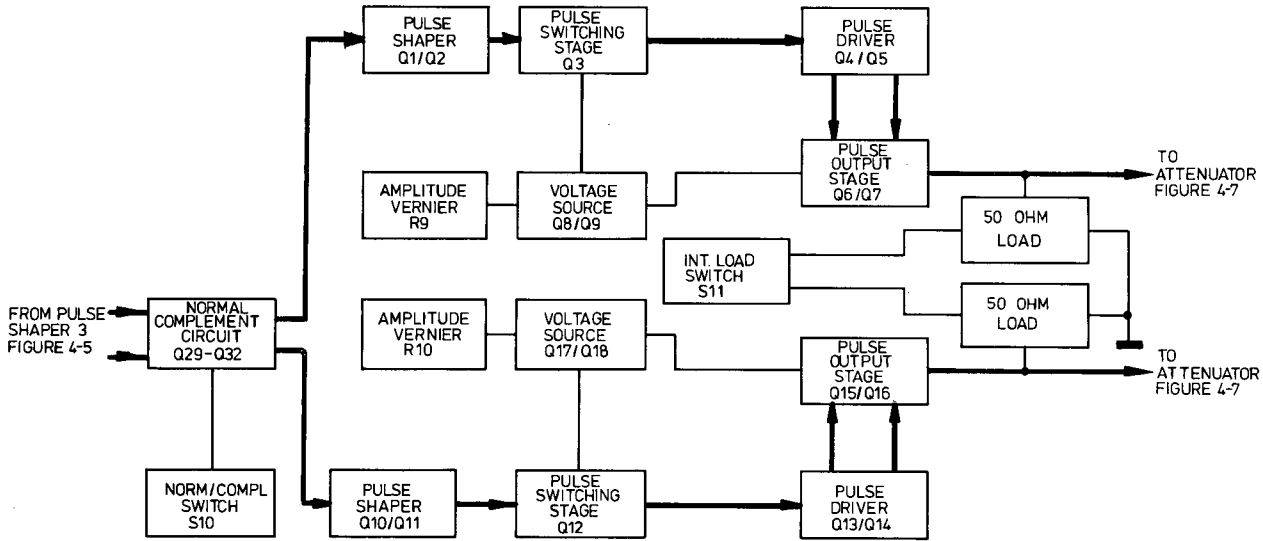 PULSE
SHAPER
Q1/Q2
PULSE
SWITCHING
STAGE
Q3
PULSE
DRIVER
Q4/Q5
AMPLITUDE
VERNIER
R9
VOLTAGE
SOURCE
Q8/Q9
PULSE
OUTPUT
STAGE
Q6/Q7
TO
ATTENUATOR
FIGURE 4-7
INT. LOAD
SWITCH
S11
50 OHM
LOAD
FROM PULSE
SHAPER 3
FIGURE 4-5
NORMAL
COMPLEMENT
CIRCUIT
Q29-Q32
AMPLITUDE
VERNIER
R10
VOLTAGE
SOURCE
Q17/Q18
50 OHM
LOAD
PULSE
OUTPUT
STAGE
Q15/Q16
TO
ATTENUATOR
FIGURE 4-7
NORM/COMPL
SWITCH
S10
PULSE
SHAPER
Q10/Q11
PULSE
SWITCHING
STAGE
Q12
PULSE
DRIVER
Q13/Q14